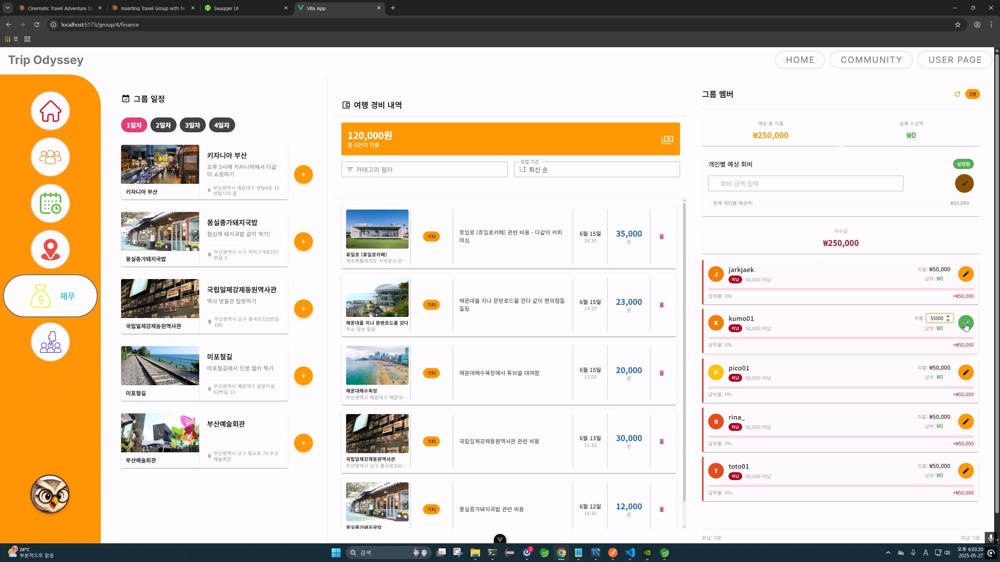 Cinematic Travel Adventure Sh
Inserting Travel Group with Nu
Swagger UI
Vite App
localhost:5173/group/4/finance
앱
Trip Odyssey
HOME
COMMUNITY
USER PAGE
재무
그룹 일정
1일차
2일차
3일차
4일차
키자니아 부산
키자니아 부산
오후 5시에 키자니아에서 다같
이 쇼핑하기
부산광역시 해운대구 센텀4로 15
센텀시티 몰
+
몽실종가돼지국밥
몽실종가돼지국밥
점심에 돼지국밥 같이 먹기!
부산광역시 서구 까치고개로197
번길 3
+
국립일제강제동원역사관
국립일제강제동원역사관
역사 방물관 탐방하기
부산광역시 남구 홍곡로320번길
100
+
미포철길
미포철길
마포철길에서 인생 셀카 찍기
부산광역시 해운대구 달맞이길
62번길 13
+
부산예술회관
부산예술회관
부산광역시 남구 용소로 78 부산
예술회관
+
여행 경비 내역
120,000원
총 5건의 지출
카테고리 필터
정렬 기준
최신 순
휴일로 (휴일로카페)
제주특별자치도 서귀포시 안…
기타
휴일로 (휴일로카페) 관련 비용 - 다같이 커피
마심
6월 15일
18:30
35,000
원
해운대를 지나 문탠로드를 걷다
주소 정보 없음
기타
해운대를 지나 문탠로드를 걷다 같이 편의점들
들림
6월 15일
14:20
23,000
원
해운대해수욕장
부산광역시 해운대구 해운대…
기타
해운대해수욕장에서 튜브를 대여함
6월 15일
11:00
20,000
원
국립일제강제동원역사관
부산광역시 남구 홍곡로320…
기타
국립일제강제동원역사관 관련 비용
6월 13일
11:10
30,000
원
몽실종가돼지국밥
기타
몽실종가돼지국밥 관련 비용
6월 12일
18:30
12,000
원
그룹 멤버
5명
예상 총 지출
₩250,000
실제 수납액
₩0
개인별 예상 회비
설정됨
회비 금액 입력
현재 개인별 예상액:
₩50,000
미수금
₩250,000
J
jarkjaek
미납 50,000 미납
지출: ₩50,000
납부: ₩0
납부율: 0%
+₩50,000
K
kumo01
미납 50,000 미납
지출: 55000
납부: ₩0
납부율: 0%
+₩50,000
P
pico01
미납 50,000 미납
지출: ₩50,000
납부: ₩0
납부율: 0%
+₩50,000
R
rina_
미납 50,000 미납
지출: ₩50,000
납부: ₩0
납부율: 0%
+₩50,000
T
toto01
미납 50,000 미납
지출: ₩50,000
납부: ₩0
납부율: 0%
+₩50,000
완납: 0명
미납: 5명
9+
26°C
부분적으로 맑음
검색
2
A
오후 6:03:20
2025-05-27